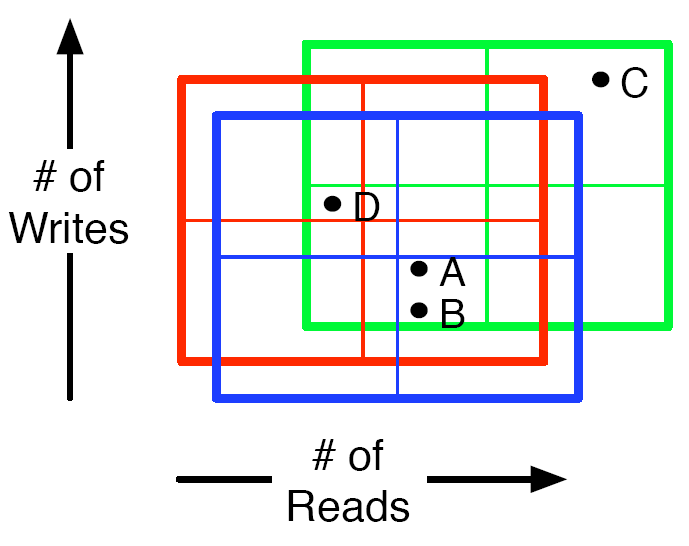 C
# of
Writes
D
A
B
# of
Reads